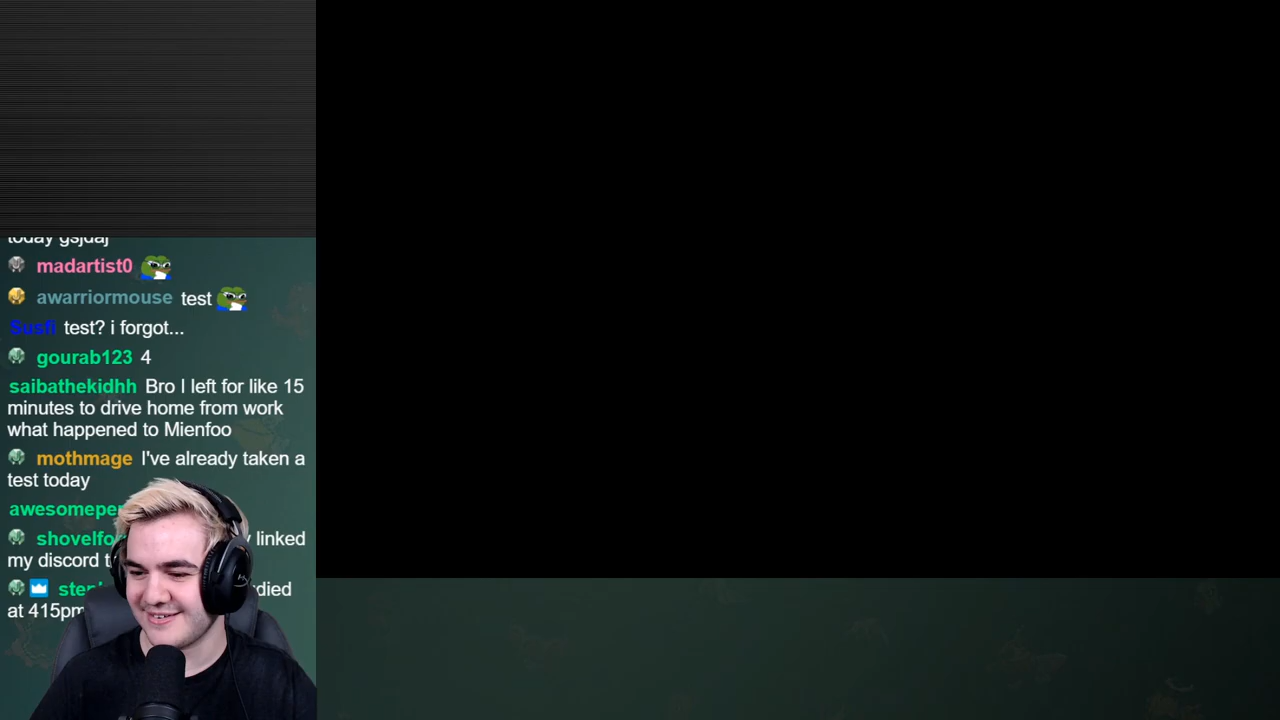 today gsjdaj
madartist0
awarriormouse test
Susfi test? i forgot...
gourab123 4
saibathekidhh Bro I left for like 15
minutes to drive home from work
what happened to Mienfoo
mothmage I've already taken a
test today
awesomepe
shovelfo linked
my discord
died
at 415pm